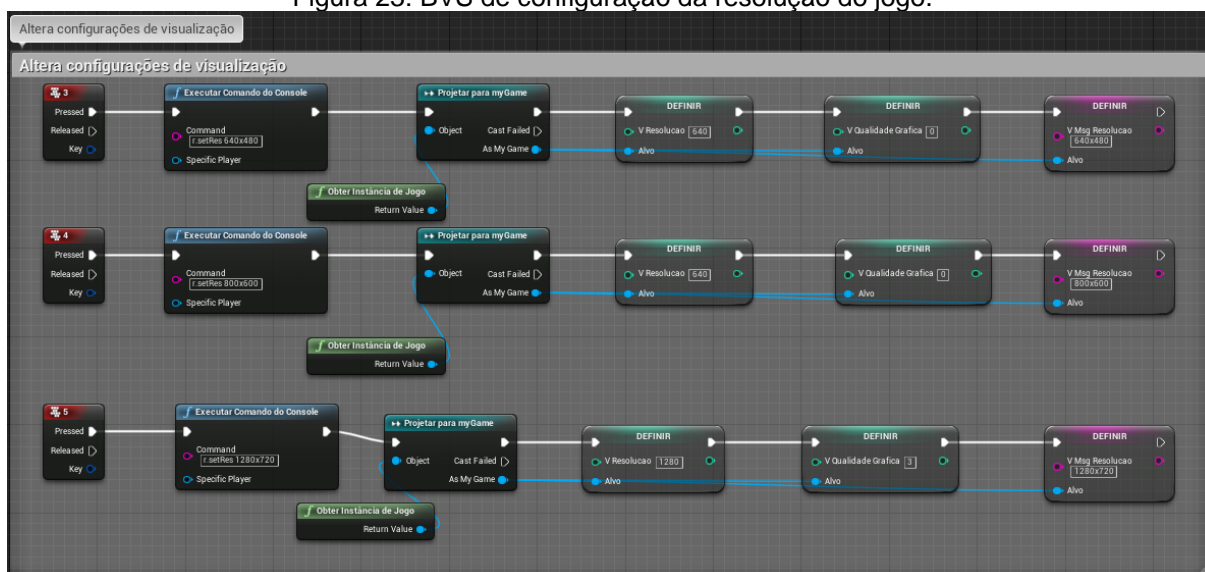 Figura 23: BVS de configuração da resolução do jogo.
Altera configurações de visualização
Altera configurações de visualização
3
Executar Comando do Console
Projetar para myGame
DEFINIR
DEFINIR
DEFINIR
Pressed
Released
Command
Object
Cast Failed
V Resolucao 640
V Qualidade Grafica 0
V Msg Resolucao
r.setRes 640x480
640x480
Key
Specific Player
As My Game
Alvo
Alvo
Alvo
Obter Instância de Jogo
Return Value
4
Executar Comando do Console
Projetar para myGame
DEFINIR
DEFINIR
DEFINIR
Pressed
Released
Command
Object
Cast Failed
V Resolucao 640
V Qualidade Grafica 0
V Msg Resolucao
r.setRes 800x600
800x600
Key
Specific Player
As My Game
Alvo
Alvo
Alvo
Obter Instância de Jogo
Return Value
5
Executar Comando do Console
Projetar para myGame
DEFINIR
DEFINIR
DEFINIR
Pressed
Released
Command
Object
Cast Failed
V Resolucao 1280
V Qualidade Grafica 3
V Msg Resolucao
r.setRes 1280x720
1280x720
Key
Specific Player
As My Game
Alvo
Alvo
Alvo
Obter Instância de Jogo
Return Value